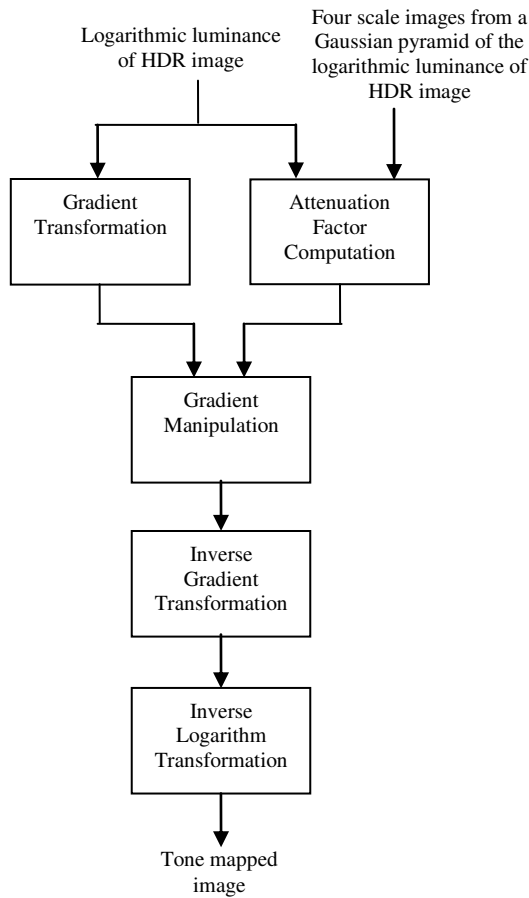 Logarithmic luminance
of HDR image
Four scale images from a
Gaussian pyramid of the
logarithmic luminance of
HDR image
Gradient
Transformation
Attenuation
Factor
Computation
Gradient
Manipulation
Inverse
Gradient
Transformation
Inverse
Logarithm
Transformation
Tone mapped
image